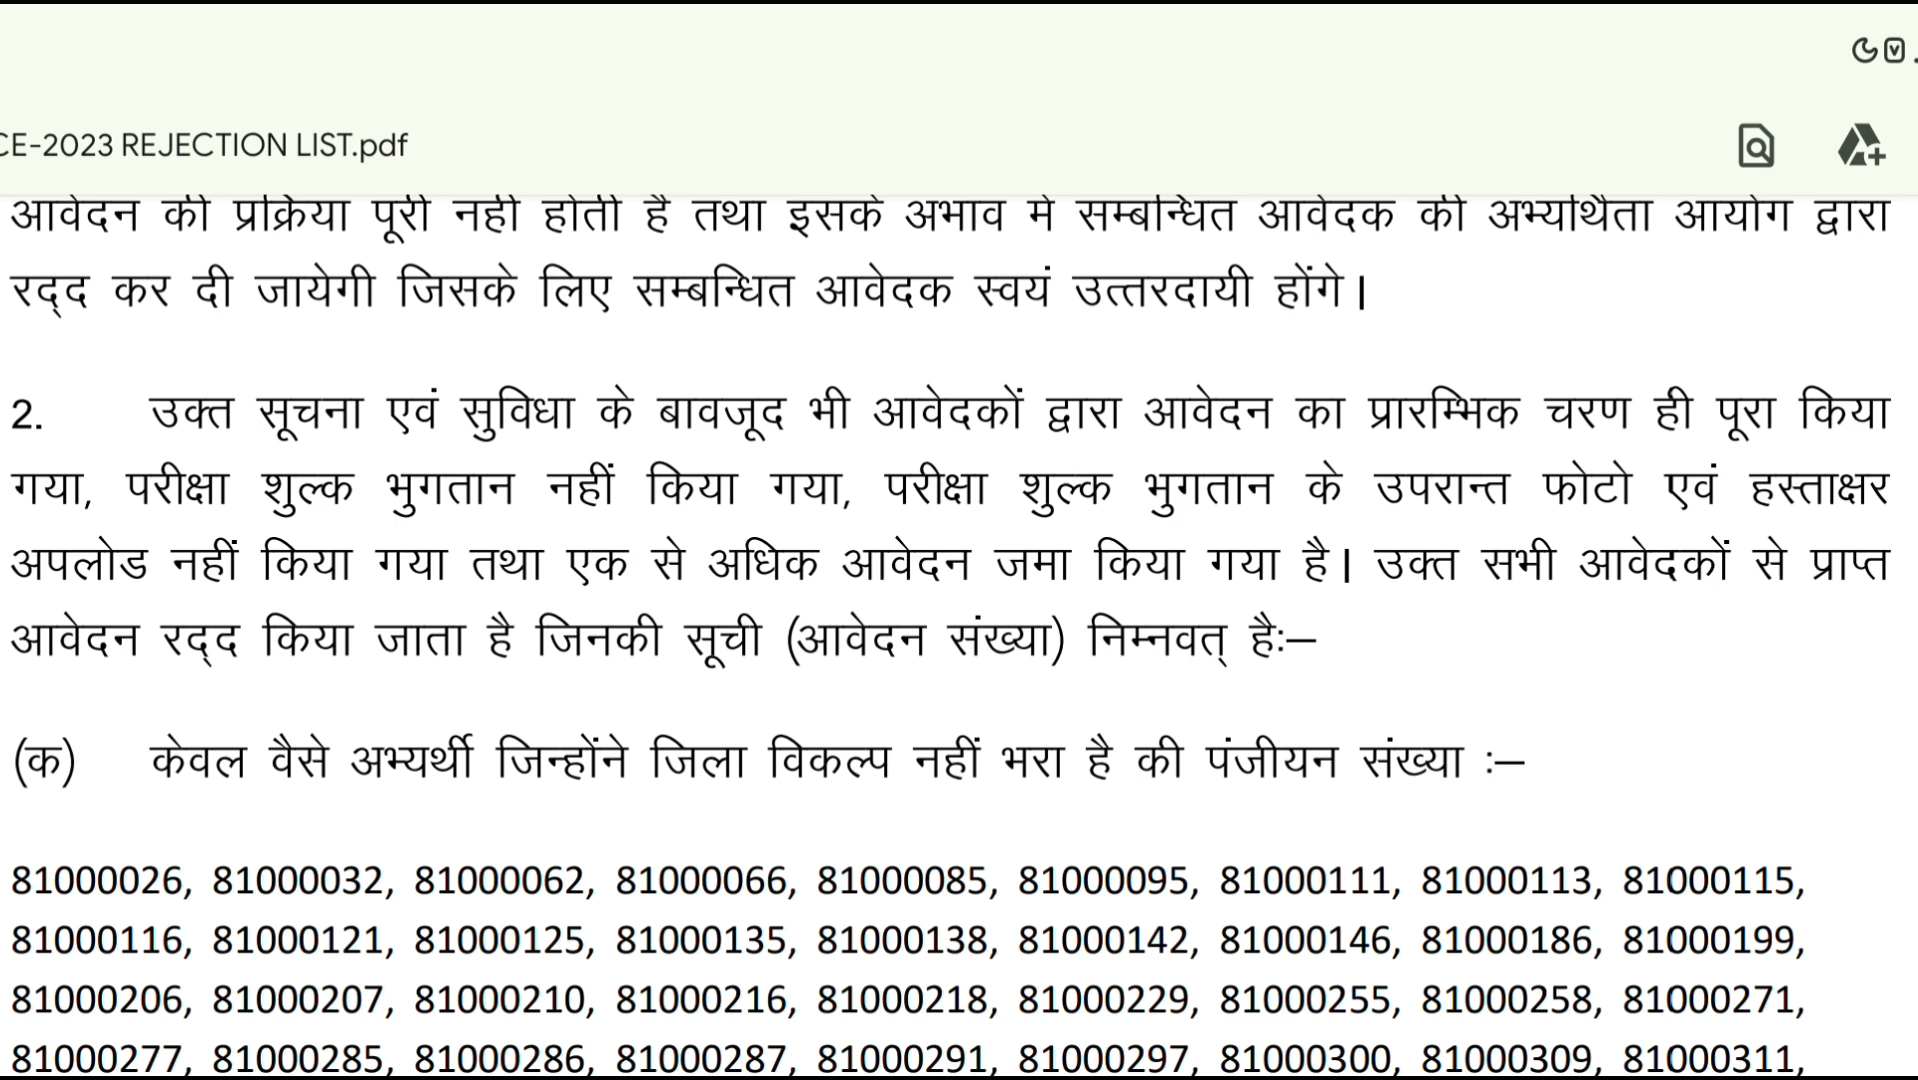 CE-2023 REJECTION LIST.pdf
आवेदन की प्रक्रिया पूरी नहीं होती है तथा इसके अभाव में सम्बन्धित आवेदक की अभ्यर्थिता आयोग द्वारा
रद्द कर दी जायेगी जिसके लिए सम्बन्धित आवेदक स्वयं उत्तरदायी होंगे।
2. उक्त सूचना एवं सुविधा के बावजूद भी आवेदकों द्वारा आवेदन का प्रारम्भिक चरण ही पूरा किया
गया, परीक्षा शुल्क भुगतान नहीं किया गया, परीक्षा शुल्क भुगतान के उपरान्त फोटो एवं हस्ताक्षर
अपलोड नहीं किया गया तथा एक से अधिक आवेदन जमा किया गया है। उक्त सभी आवेदकों से प्राप्त
आवेदन रद्द किया जाता है जिनकी सूची (आवेदन संख्या) निम्नवत् है:–
(क) केवल वैसे अभ्यर्थी जिन्होंने जिला विकल्प नहीं भरा है की पंजीयन संख्या :–
81000026, 81000032, 81000062, 81000066, 81000085, 81000095, 81000111, 81000113, 81000115,
81000116, 81000121, 81000125, 81000135, 81000138, 81000142, 81000146, 81000186, 81000199,
81000206, 81000207, 81000210, 81000216, 81000218, 81000229, 81000255, 81000258, 81000271,
81000277, 81000285, 81000286, 81000287, 81000291, 81000297, 81000300, 81000309, 81000311,